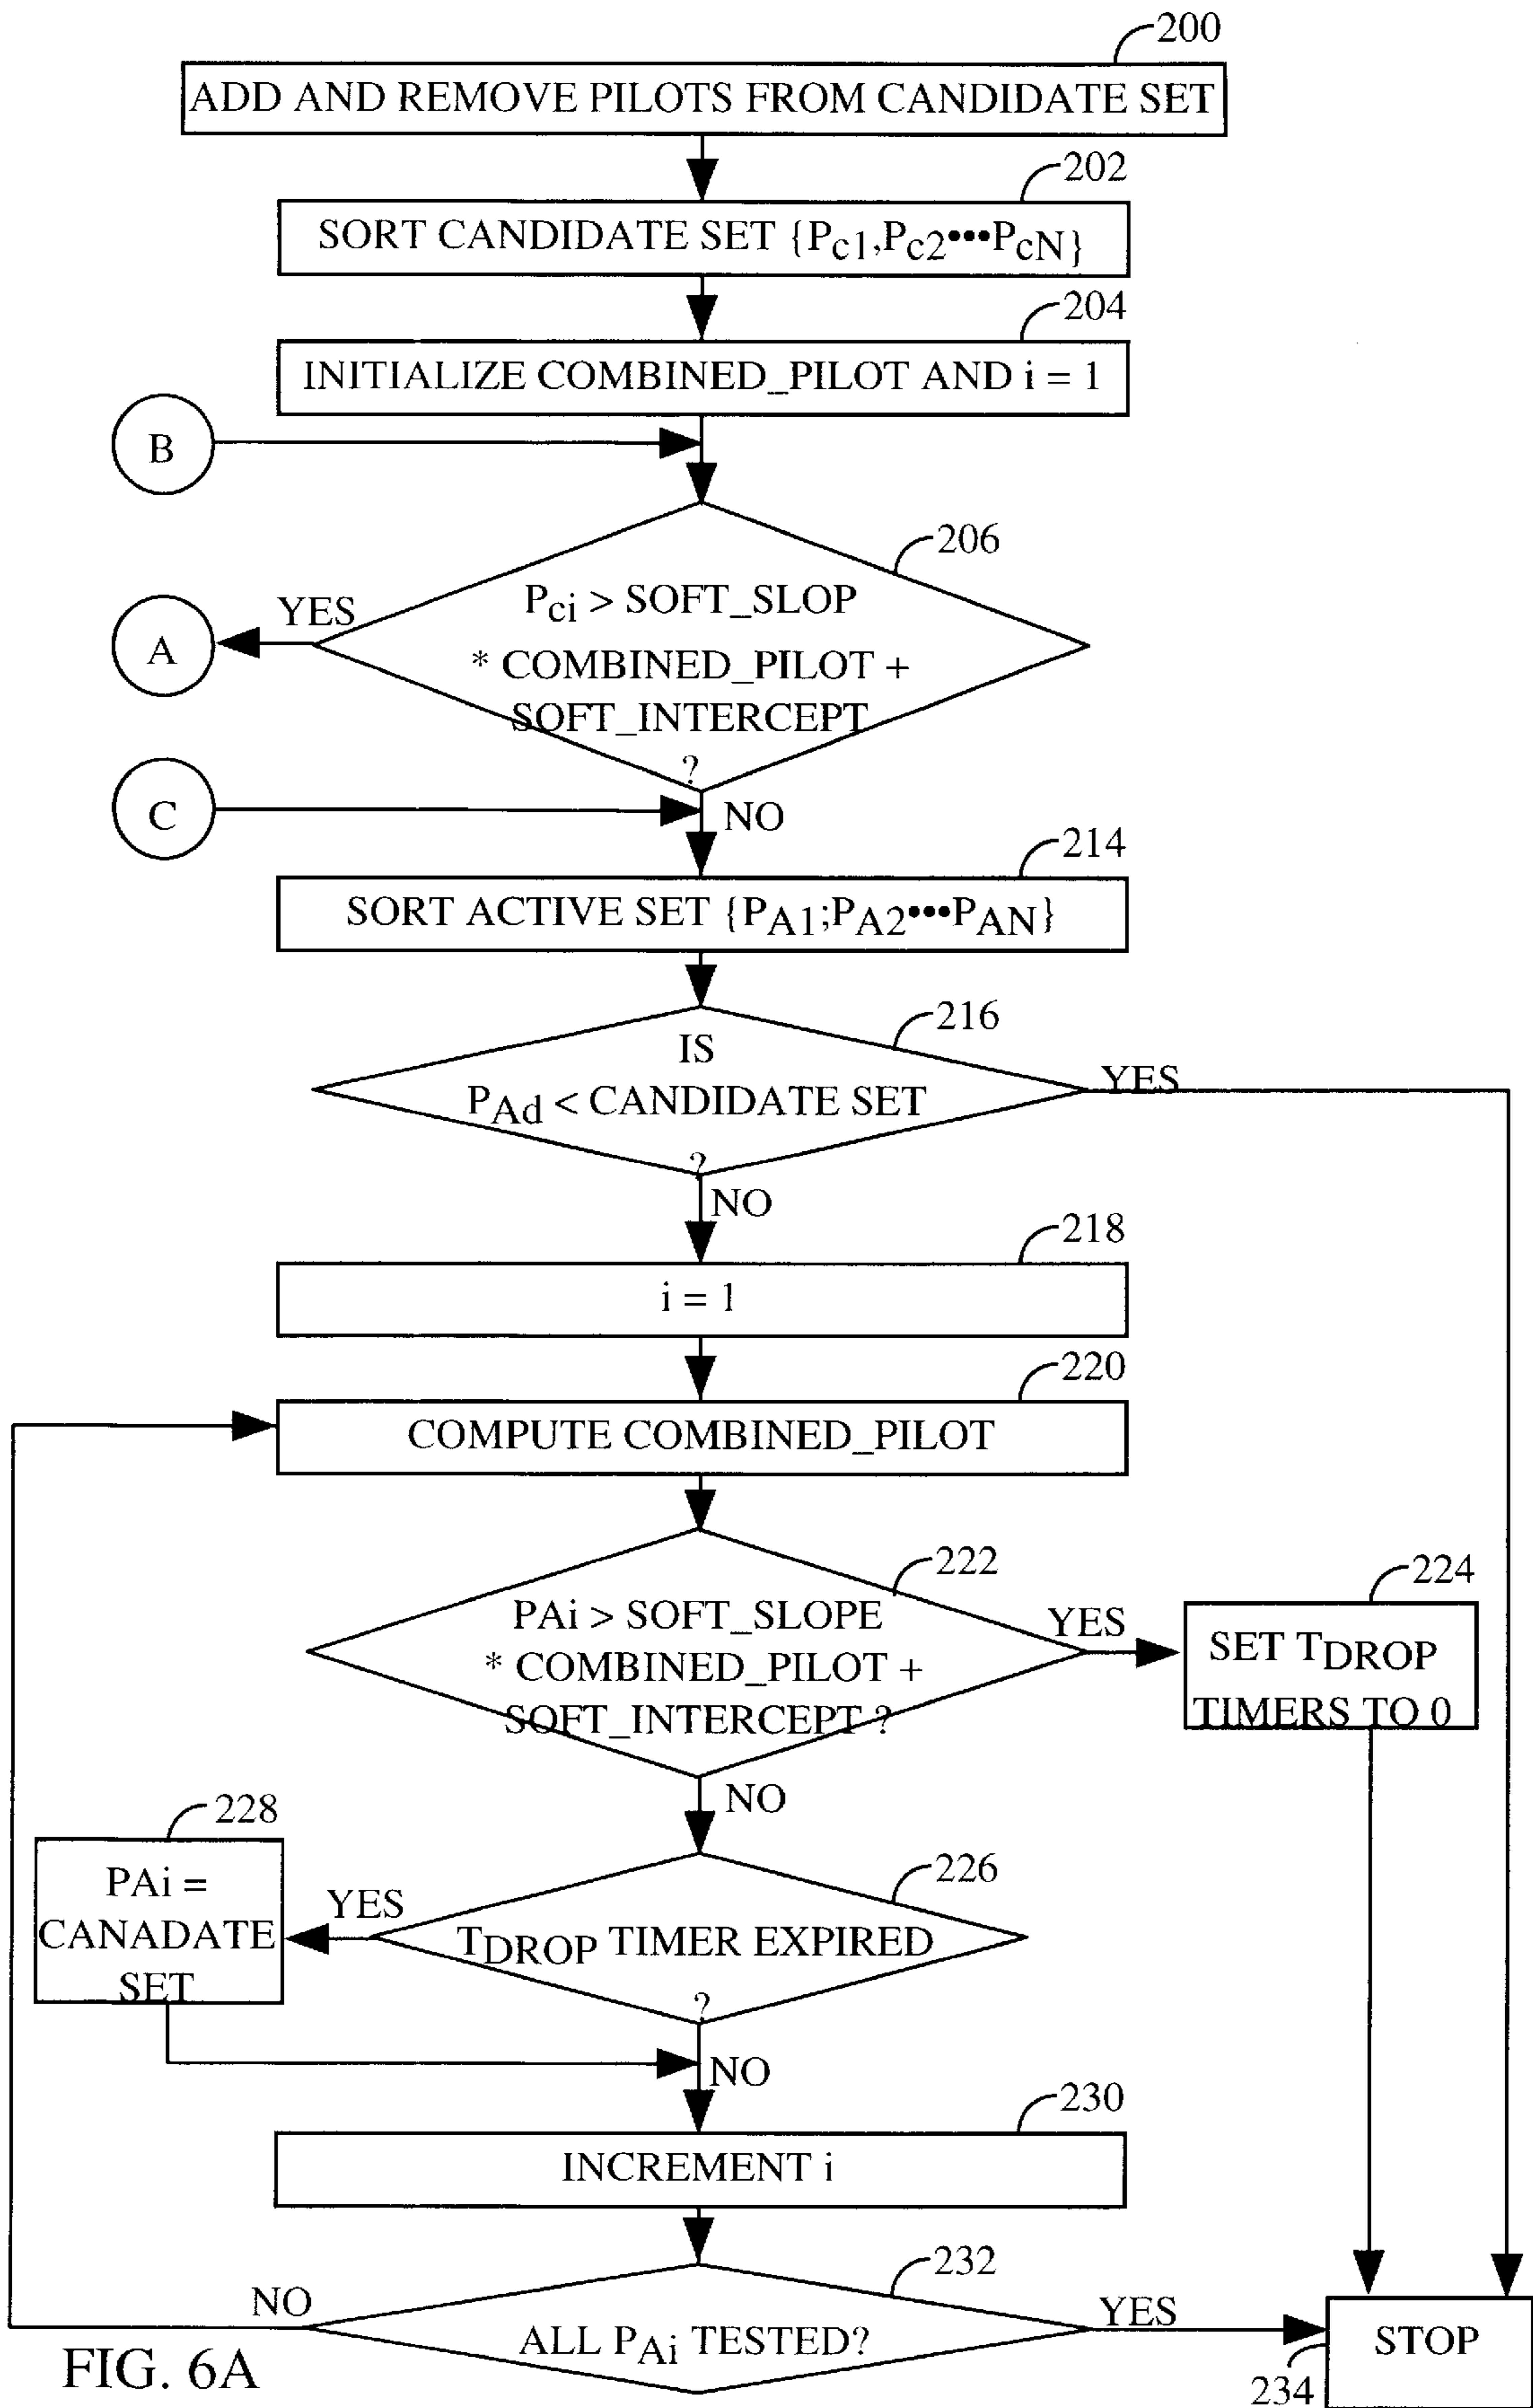 200
ADD AND REMOVE PILOTS FROM CANDIDATE SET
202
SORT CANDIDATE SET {Pc1,Pc2•••PcN}
204
INITIALIZE COMBINED_PILOT AND i = 1
B
206
Pci > SOFT_SLOP
* COMBINED_PILOT +
SOFT_INTERCEPT
?
YES
A
C
NO
214
SORT ACTIVE SET {PA1;PA2•••PAN}
216
IS
PAd < CANDIDATE SET
?
YES
NO
218
i = 1
220
COMPUTE COMBINED_PILOT
222
PAi > SOFT_SLOPE
* COMBINED_PILOT +
SOFT_INTERCEPT ?
YES
224
SET TDROP
TIMERS TO 0
NO
228
PAi =
CANADATE
SET
YES
226
TDROP TIMER EXPIRED
?
NO
230
INCREMENT i
232
NO
ALL PAi TESTED?
YES
STOP
234
FIG. 6A